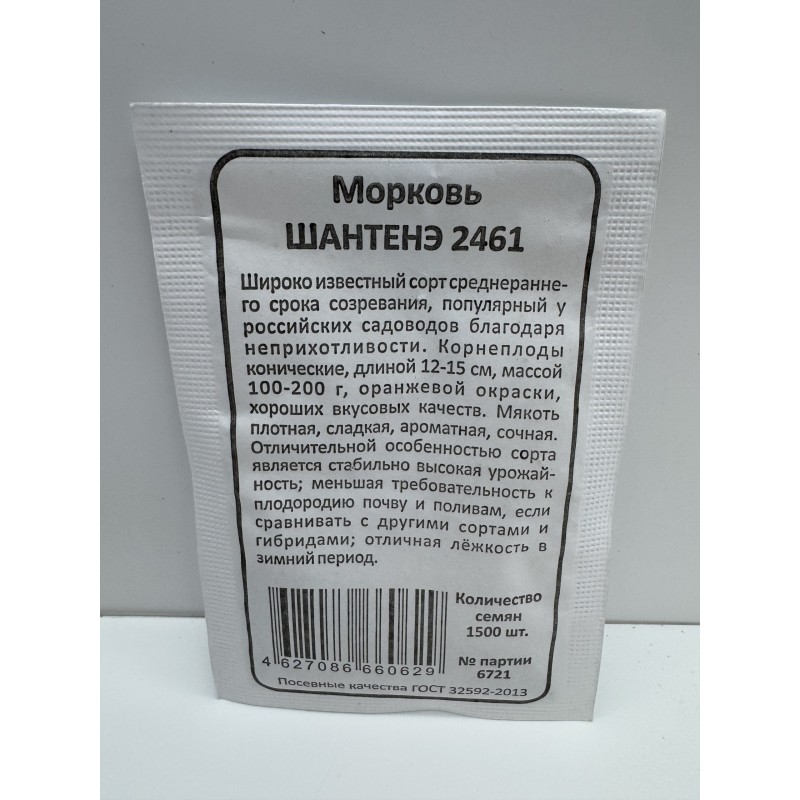 Морковь
ШАНТЕНЭ 2461
Широко известный сорт среднеранне-
го срока созревания, популярный у
российских садоводов благодаря
неприхотливости. Корнеплоды
конические, длиной 12-15 см, массой
100-200 г, оранжевой окраски,
хороших вкусовых качеств. Мякоть
плотная, сладкая, ароматная, сочная.
Отличительной особенностью сорта
является стабильно высокая урожай-
ность; меньшая требовательность к
плодородию почву и поливам, если
сравнивать с другими сортами и
гибридами; отличная лёжкость в
зимний период.
Количество
семян
1500 шт.
№ партии
6721
4 627086 660629
Посевные качества ГОСТ 32592-2013